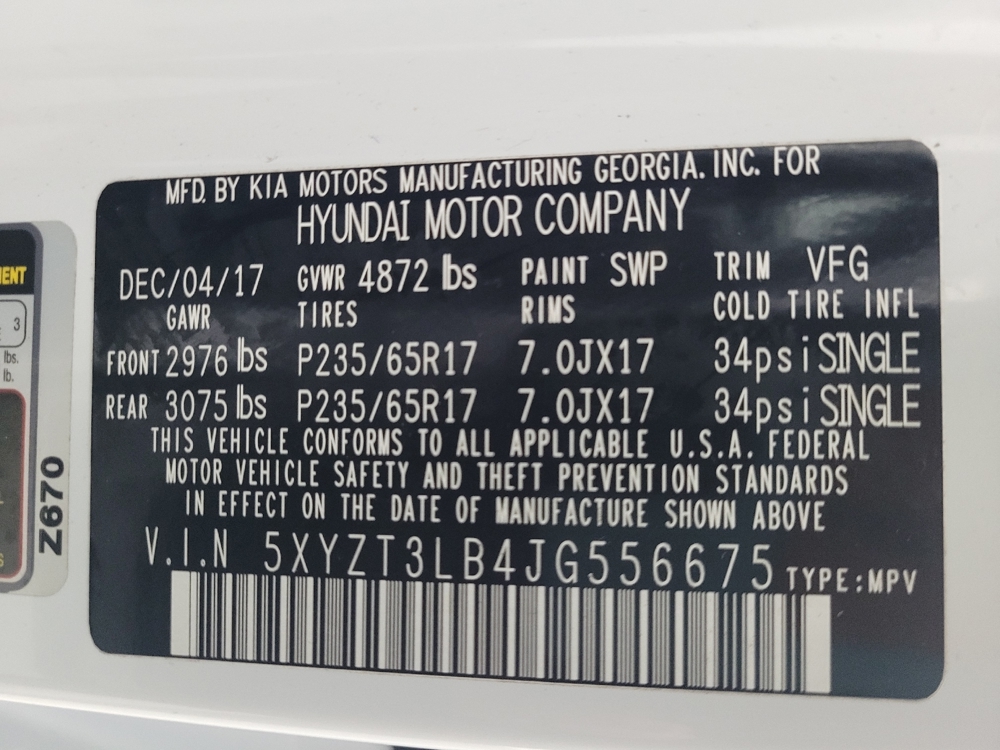 MFD. BY KIA MOTORS MANUFACTURING GEORGIA. INC. FOR
HYUNDAI MOTOR COMPANY
DEC/04/17 GVWR 4872 lbs PAINT SWP TRIM VFG
GAWR TIRES RIMS COLD TIRE INFL
FRONT 2976 lbs P235/65R17 7.0JX17 34psi SINGLE
REAR 3075 lbs P235/65R17 7.0JX17 34psi SINGLE
THIS VEHICLE CONFORMS TO ALL APPLICABLE U.S.A. FEDERAL
MOTOR VEHICLE SAFETY AND THEFT PREVENTION STANDARDS
IN EFFECT ON THE DATE OF MANUFACTURE SHOWN ABOVE
V.I.N 5XYZT3LB4JG556675 TYPE:MPV
3
lbs.
lb.
Z670